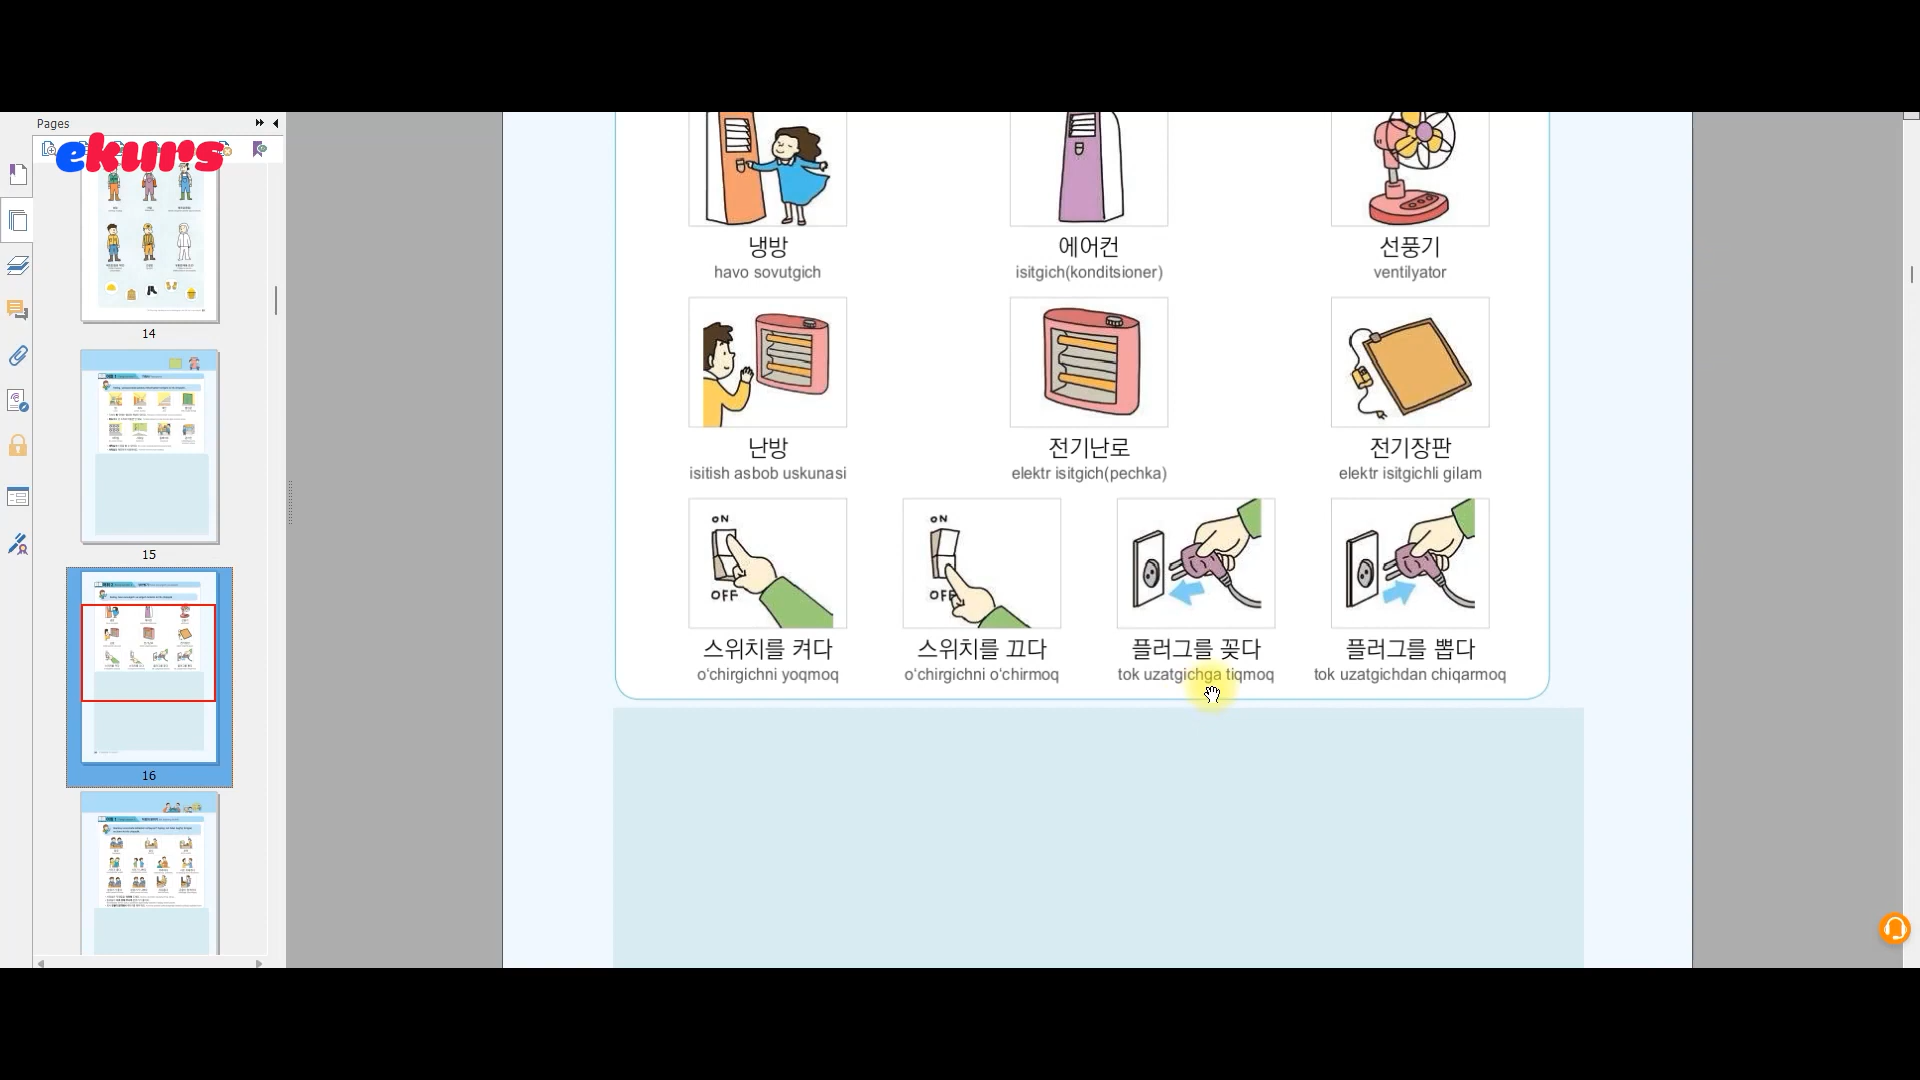 Pages
ekurs
14
15
16
냉방 에어컨 선풍기
havo sovutgich isitgich(konditsioner) ventilyator
난방 전기난로 전기장판
isitish asbob uskunasi elektr isitgich(pechka) elektr isitgichli gilam
ON ON
OFF OFF
스위치를 켜다 스위치를 끄다 플러그를 꽂다 플러그를 뽑다
o‘chirgichni yoqmoq o‘chirgichni o‘chirmoq tok uzatgichga tiqmoq tok uzatgichdan chiqarmoq